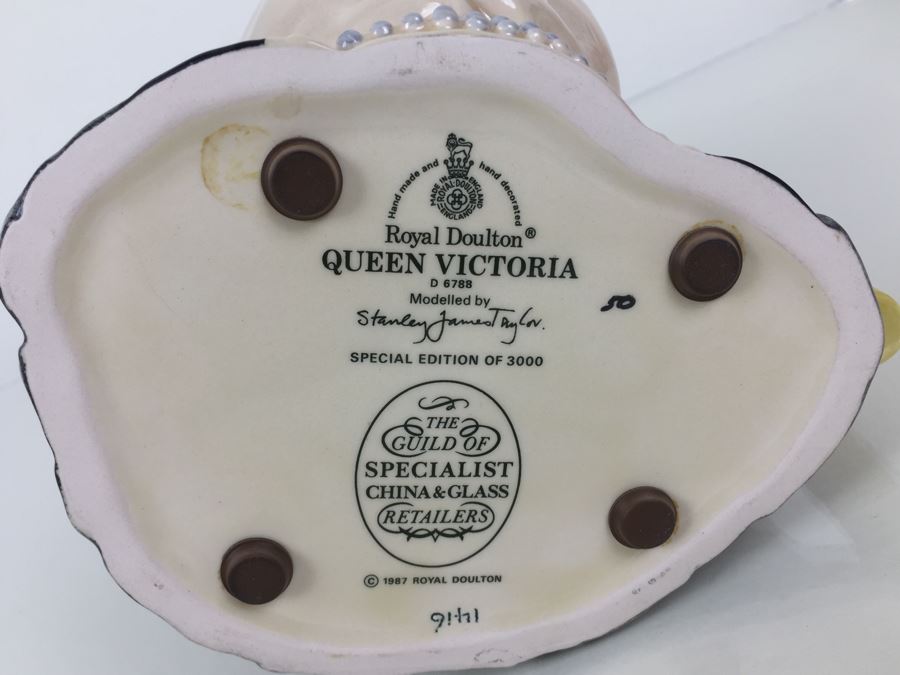 Hand made and hand decorated
MADE IN ENGLAND
ROYAL·DOULTON
ENGLAND
Royal Doulton®
QUEEN VICTORIA
D 6788
Modelled by
Stanley James Taylor.
50
SPECIAL EDITION OF 3000
THE
GUILD OF
SPECIALIST
CHINA & GLASS
RETAILERS
© 1987 ROYAL DOULTON